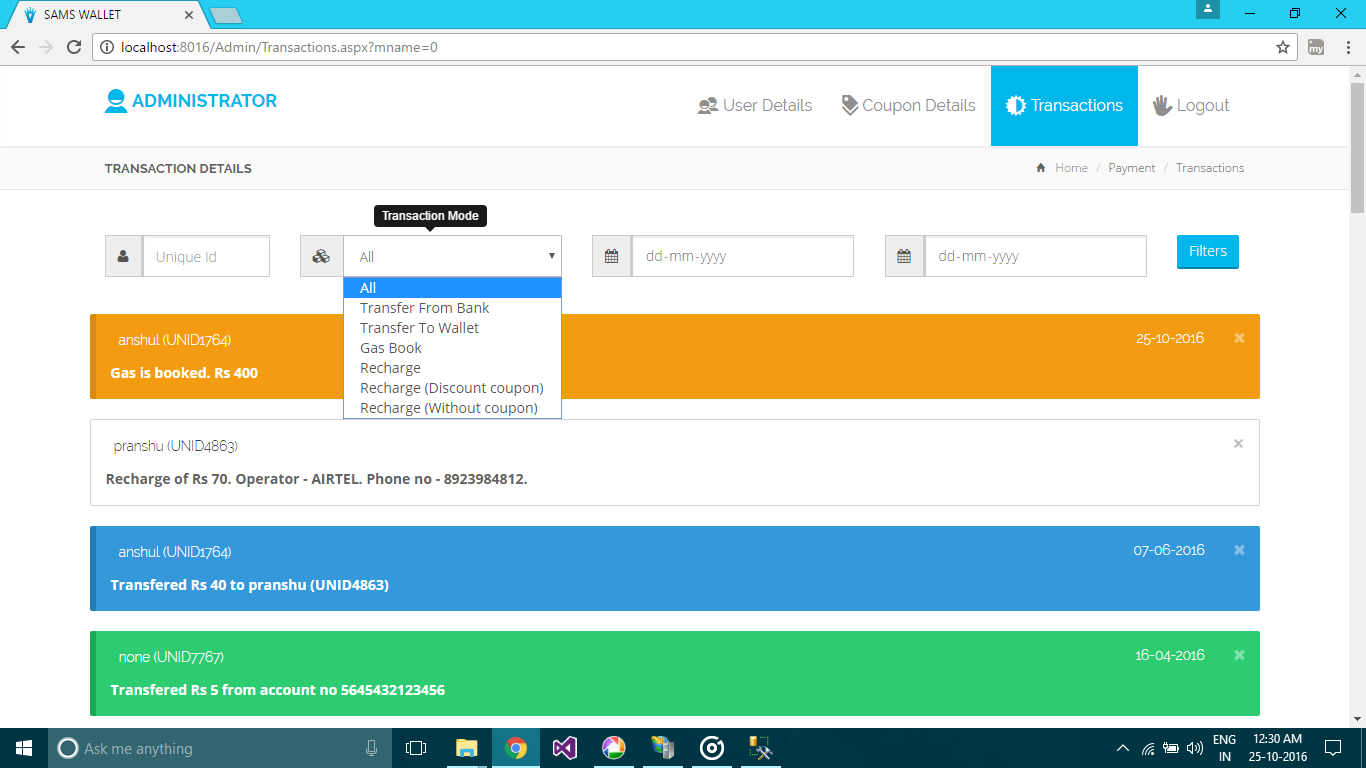 SAMS WALLET
localhost:8016/Admin/Transactions.aspx?mname=0
my
ADMINISTRATOR
User Details
Coupon Details
Transactions
Logout
TRANSACTION DETAILS
Home / Payment / Transactions
Transaction Mode
Unique Id
All
dd-mm-yyyy
dd-mm-yyyy
Filters
All
Transfer From Bank
Transfer To Wallet
Gas Book
Recharge
Recharge (Discount coupon)
Recharge (Without coupon)
anshul (UNID1764)
25-10-2016
Gas is booked. Rs 400
pranshu (UNID4863)
Recharge of Rs 70. Operator - AIRTEL. Phone no - 8923984812.
anshul (UNID1764)
07-06-2016
Transfered Rs 40 to pranshu (UNID4863)
none (UNID7767)
16-04-2016
Transfered Rs 5 from account no 5645432123456
Ask me anything
ENG
IN
12:30 AM
25-10-2016